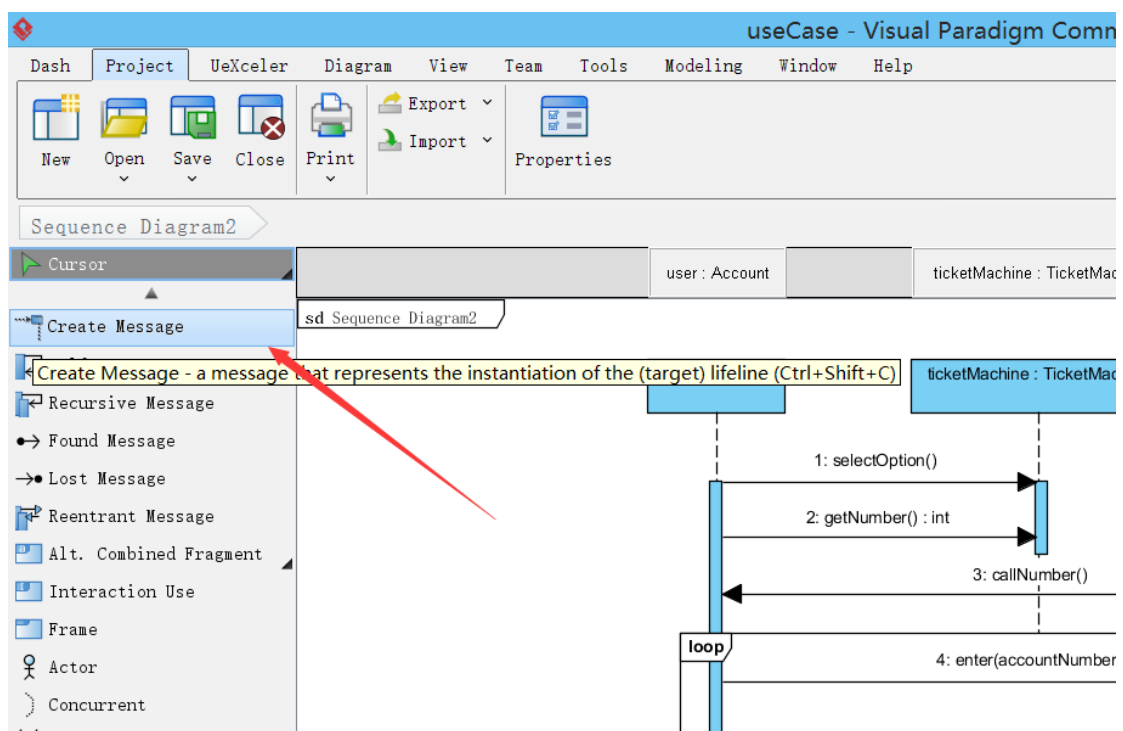 useCase - Visual Paradigm Comm
Dash Project UeXceler Diagram View Team Tools Modeling Window Help
New Open Save Close Print Export Import Properties
Sequence Diagram2
Cursor
user : Account
ticketMachine : TicketMac
Create Message
sd Sequence Diagram2
Create Message - a message that represents the instantiation of the (target) lifeline (Ctrl+Shift+C)
ticketMachine : TicketMac
Recursive Message
Found Message
Lost Message
Reentrant Message
Alt. Combined Fragment
Interaction Use
Frame
Actor
Concurrent
1: selectOption()
2: getNumber() : int
3: callNumber()
loop
4: enter(accountNumber